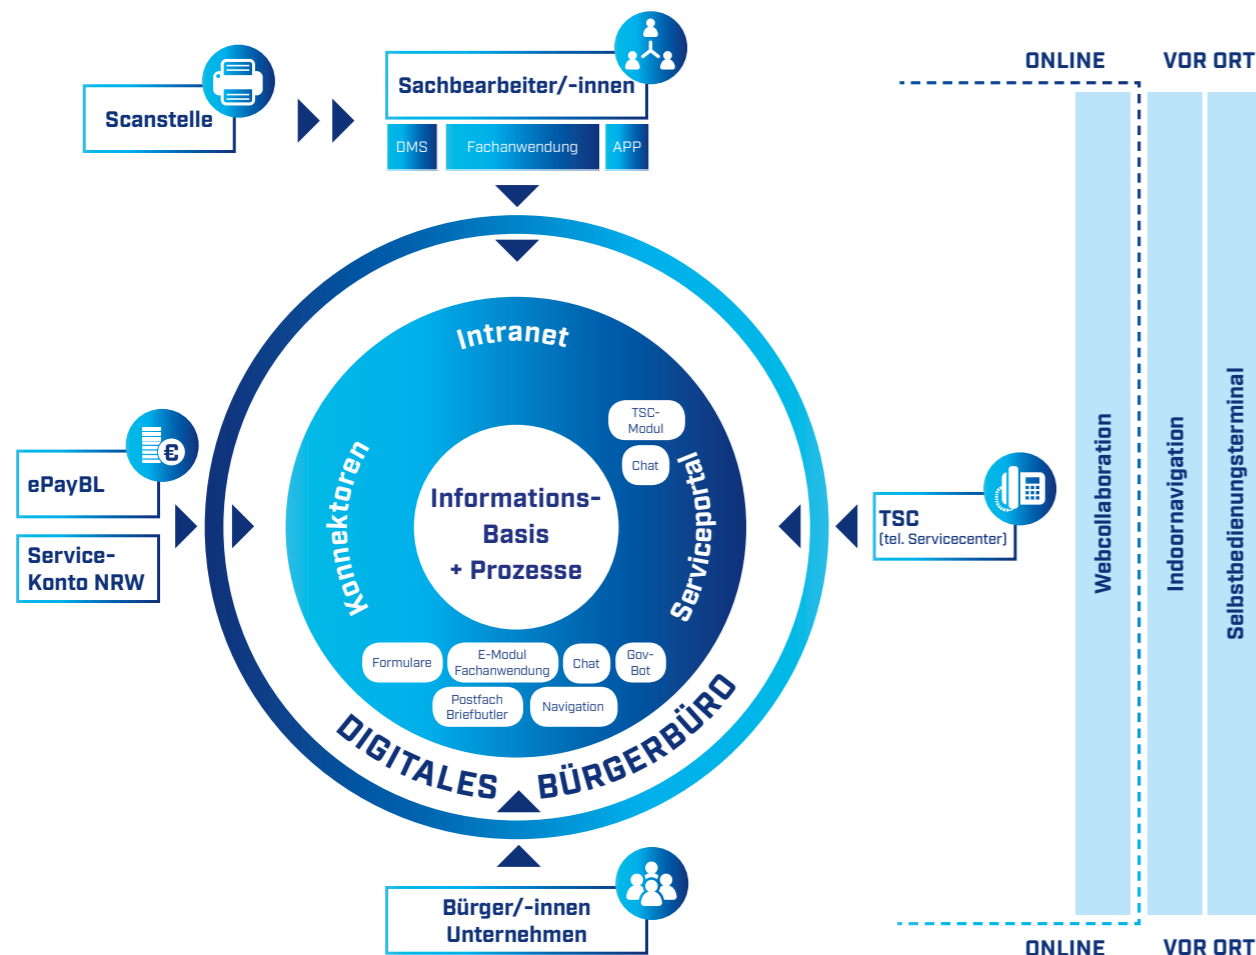 ONLINE
VOR ORT
Sachbearbeiter/-innen
Scanstelle
DMS
Fachanwendung
APP
Intranet
TSC-
Modul
Chat
Konnektoren
Serviceportal
Informations-
Basis
+ Prozesse
ePayBL
Service-
Konto NRW
TSC
(tel. Servicecenter)
Webcollaboration
Indoornavigation
Selbstbedienungsterminal
Formulare
E-Modul
Fachanwendung
Chat
Gov-
Bot
Postfach
Briefbutler
Navigation
DIGITALES BÜRGERBÜRO
Bürger/-innen
Unternehmen
ONLINE
VOR ORT